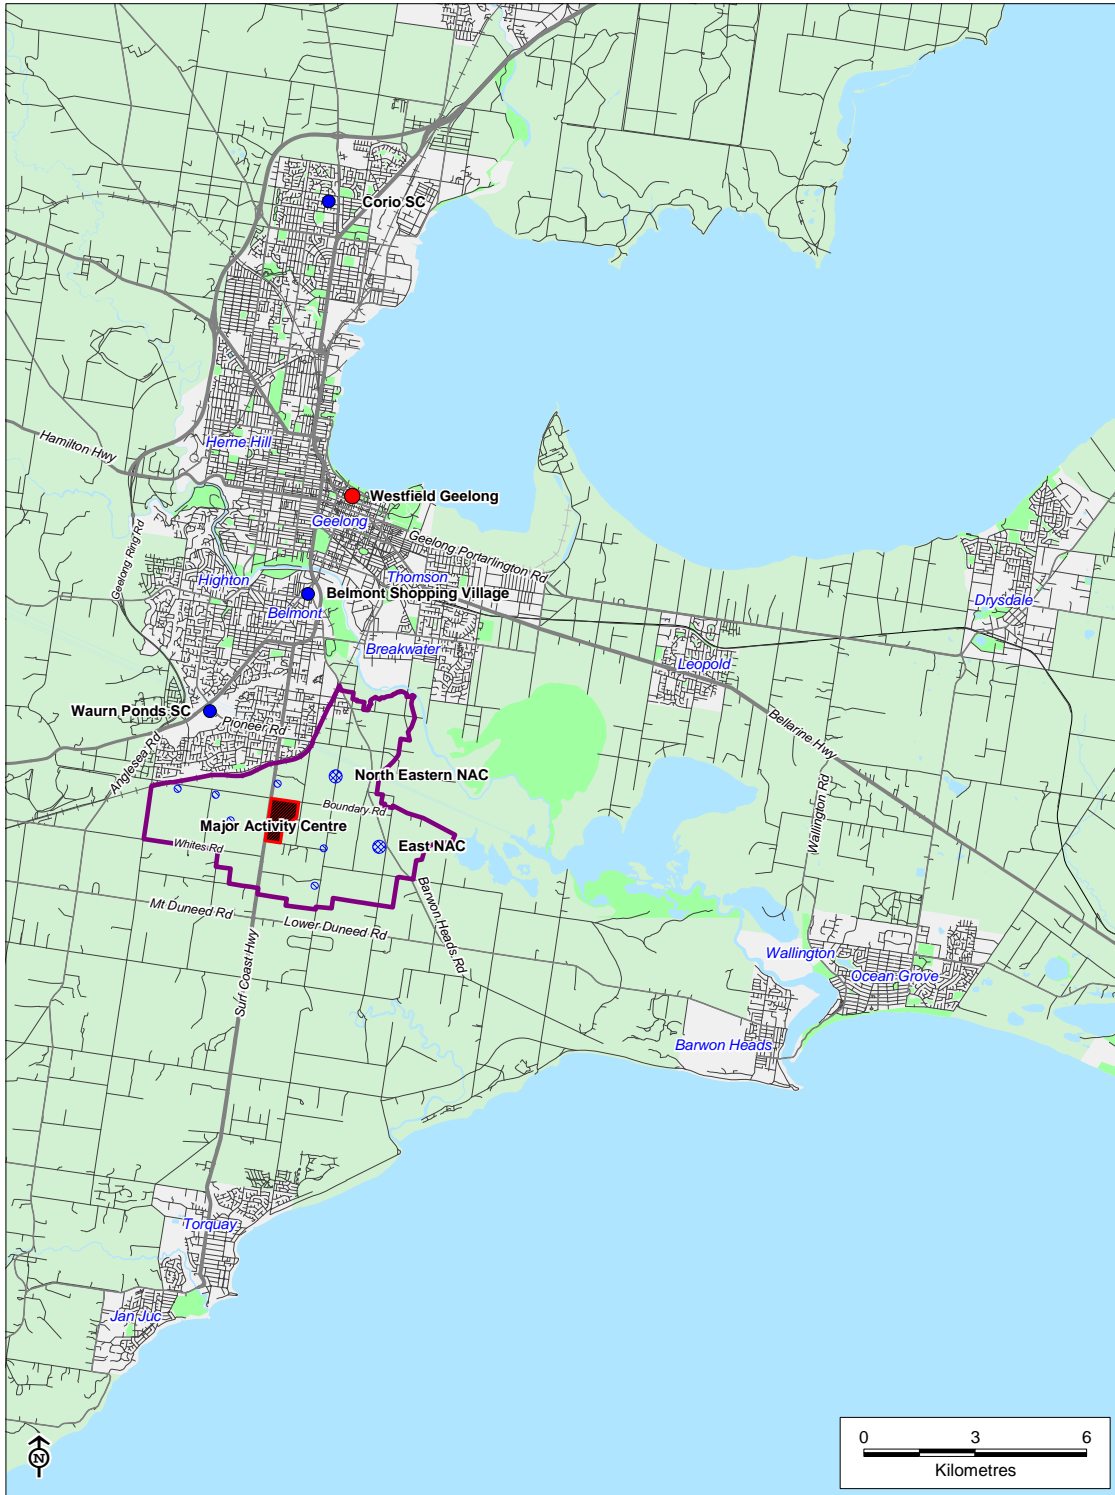 Corio SC
Hamilton Hwy
Herne Hill
Westfield Geelong
Geelong
Geelong Portarlington Rd
Geelong Ring Rd
Highton
Thomson
Belmont Shopping Village
Belmont
Drysdale
Breakwater
Leopold
Waurn Ponds SC
Pioneer Rd
Bellarine Hwy
Anglesea Rd
North Eastern NAC
Boundary Rd
Wallington Rd
Major Activity Centre
Whites Rd
East NAC
Mt Duneed Rd
Lower Duneed Rd
Barwon Heads Rd
Surf Coast Hwy
Wallington
Ocean Grove
Barwon Heads
Torquay
Jan Juc
N
0 3 6
Kilometres